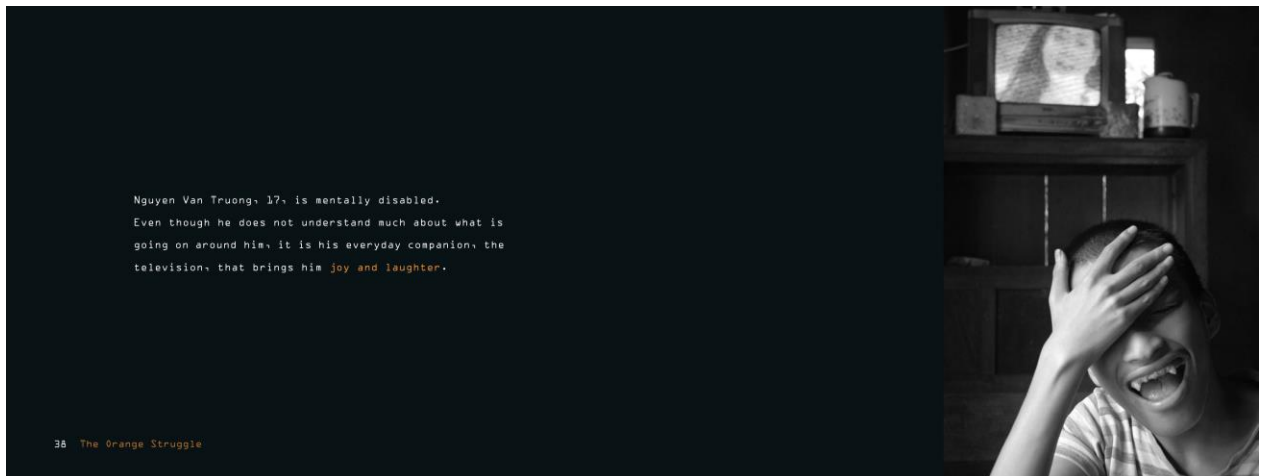 Nguyen Van Truong, 17, is mentally disabled.
Even though he does not understand much about what is
going on around him, it is his everyday companion, the
television, that brings him joy and laughter.
38 The Orange Struggle